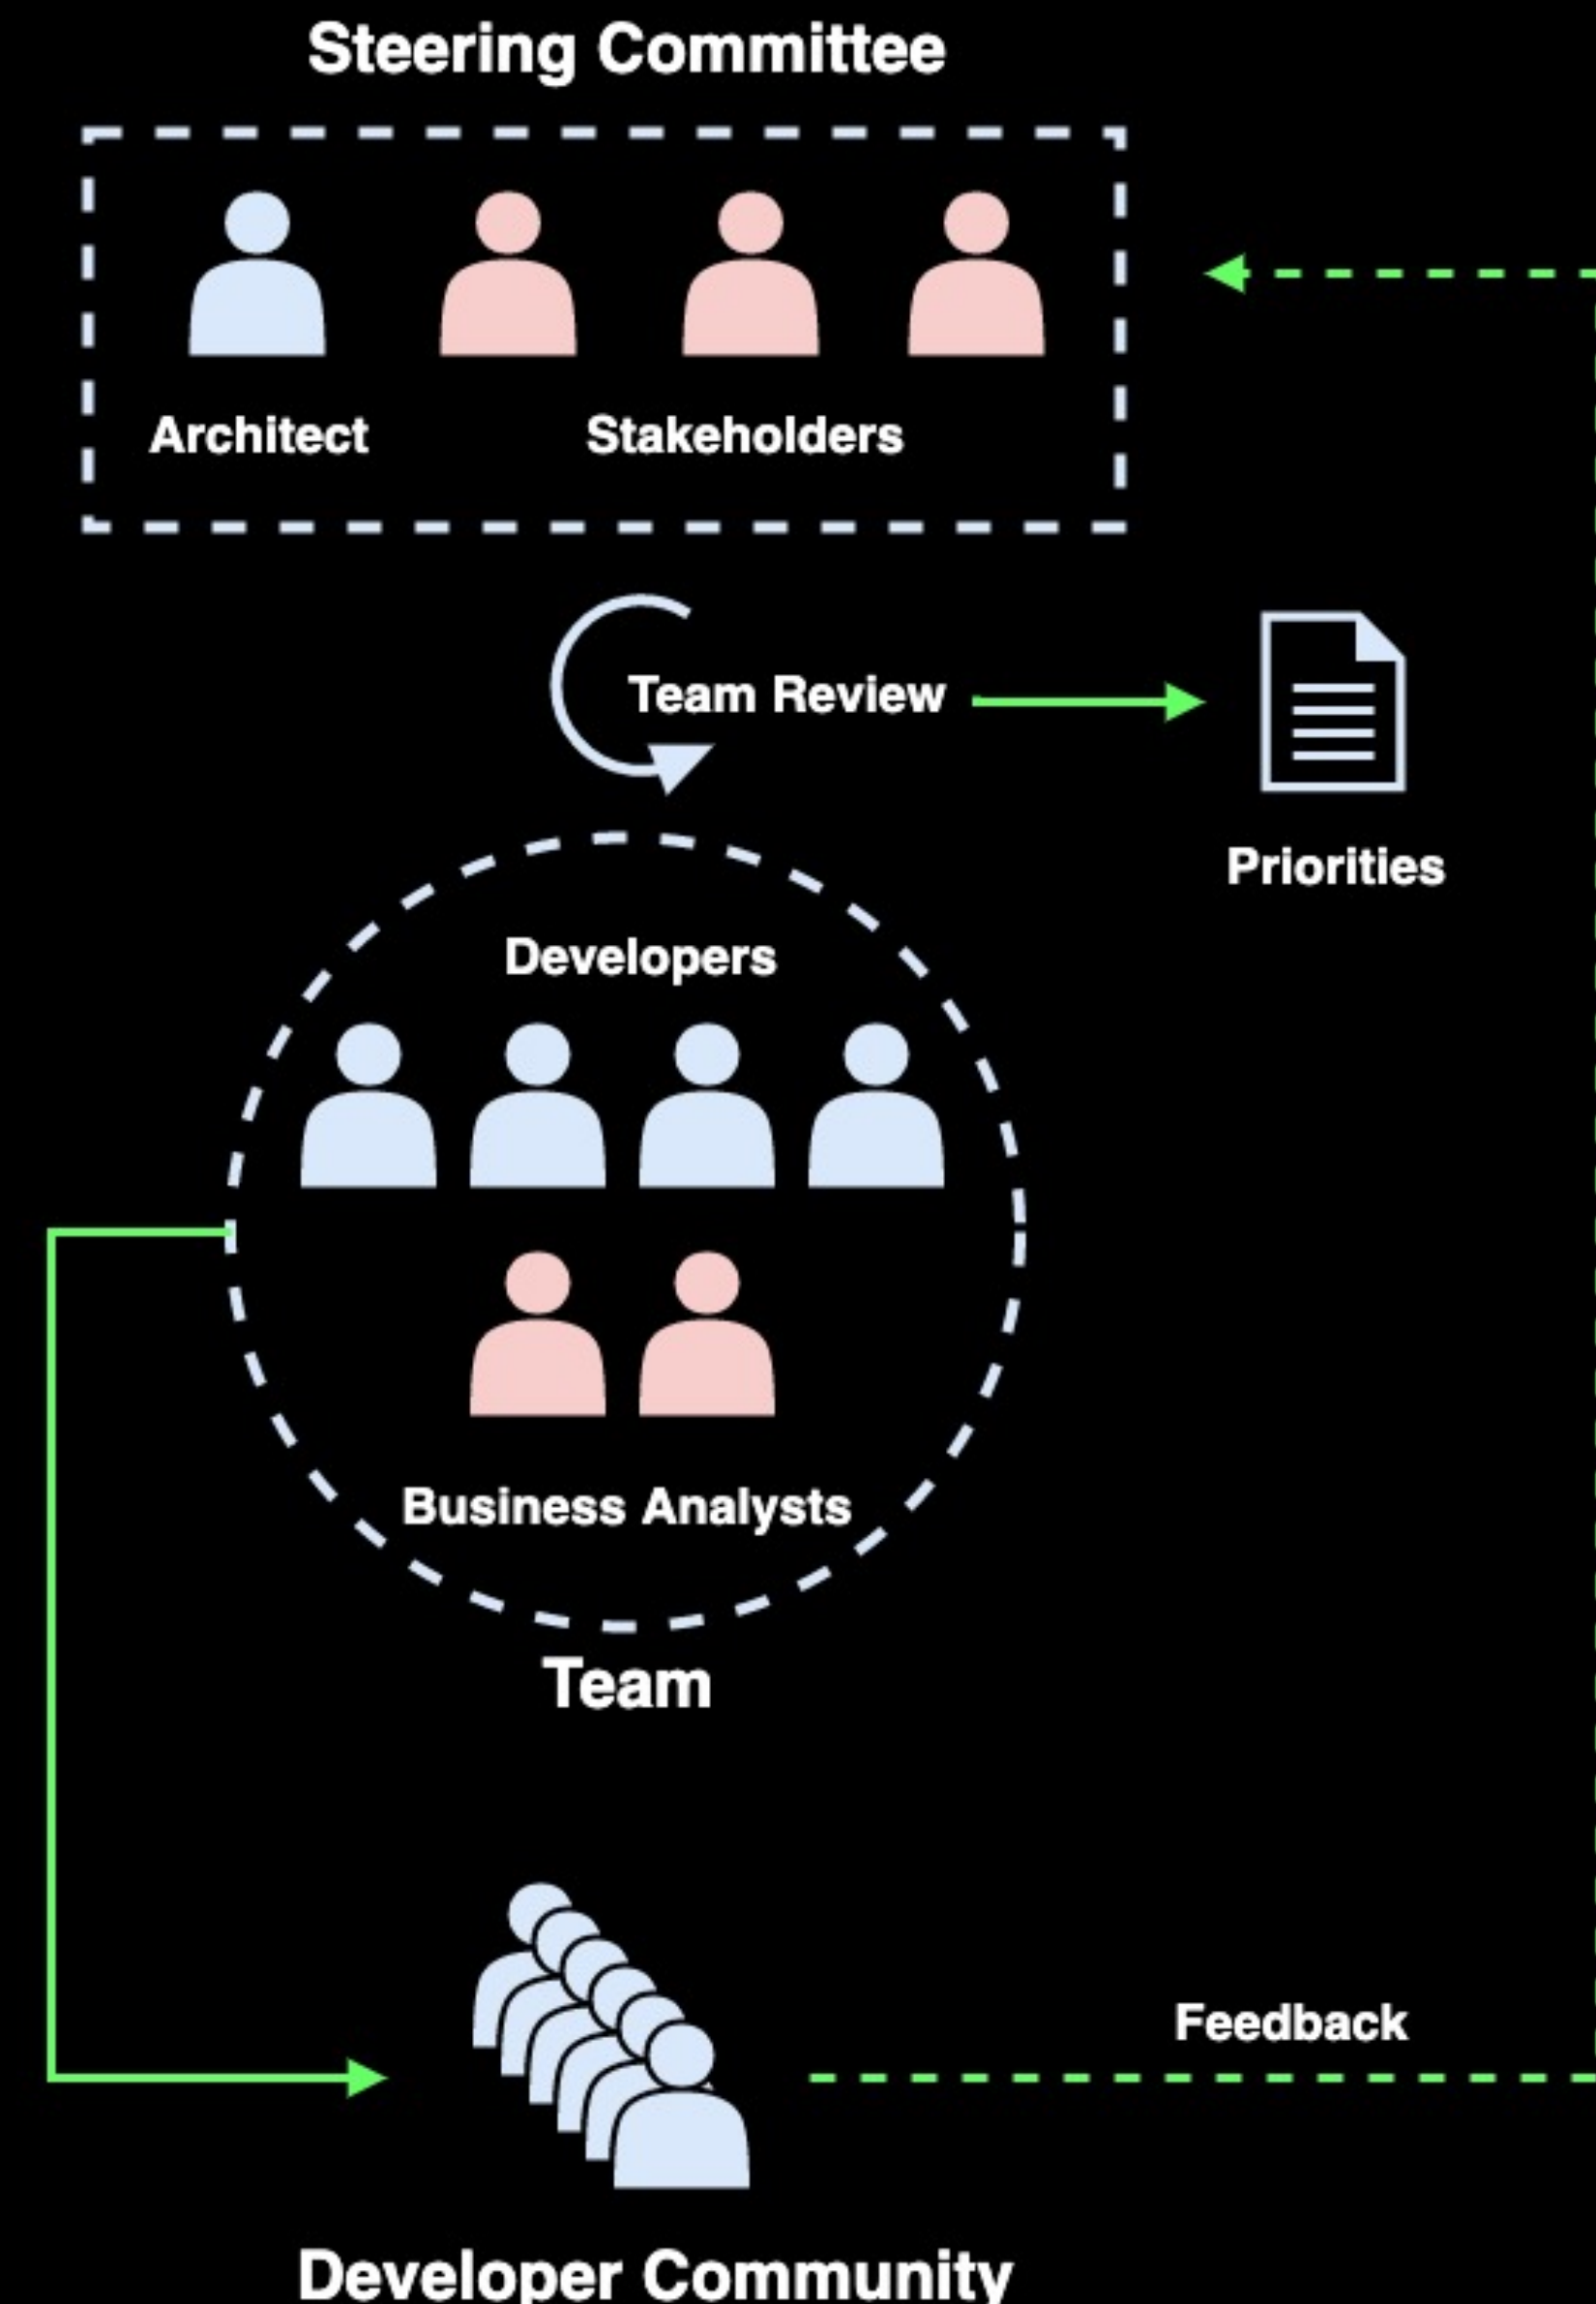 Steering Committee
Architect
Stakeholders
Team Review
Priorities
Developers
Business Analysts
Team
Feedback
Developer Community